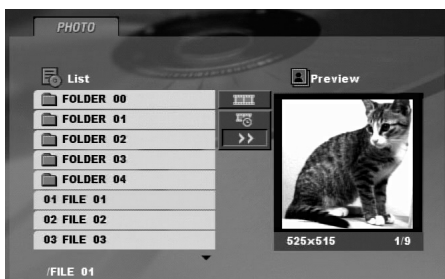 PHOTO
List
FOLDER 00
FOLDER 01
FOLDER 02
FOLDER 03
FOLDER 04
01 FILE 01
02 FILE 02
03 FILE 03
/FILE 01
>>
Preview
525x515 1/9